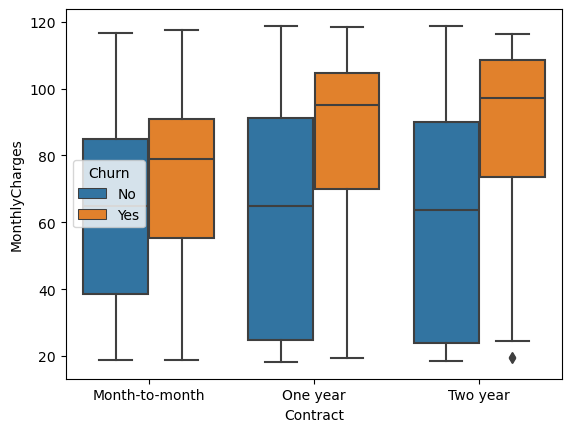 120
100
80
60
40
20
MonthlyCharges
Churn
No
Yes
Month-to-month
One year
Two year
Contract